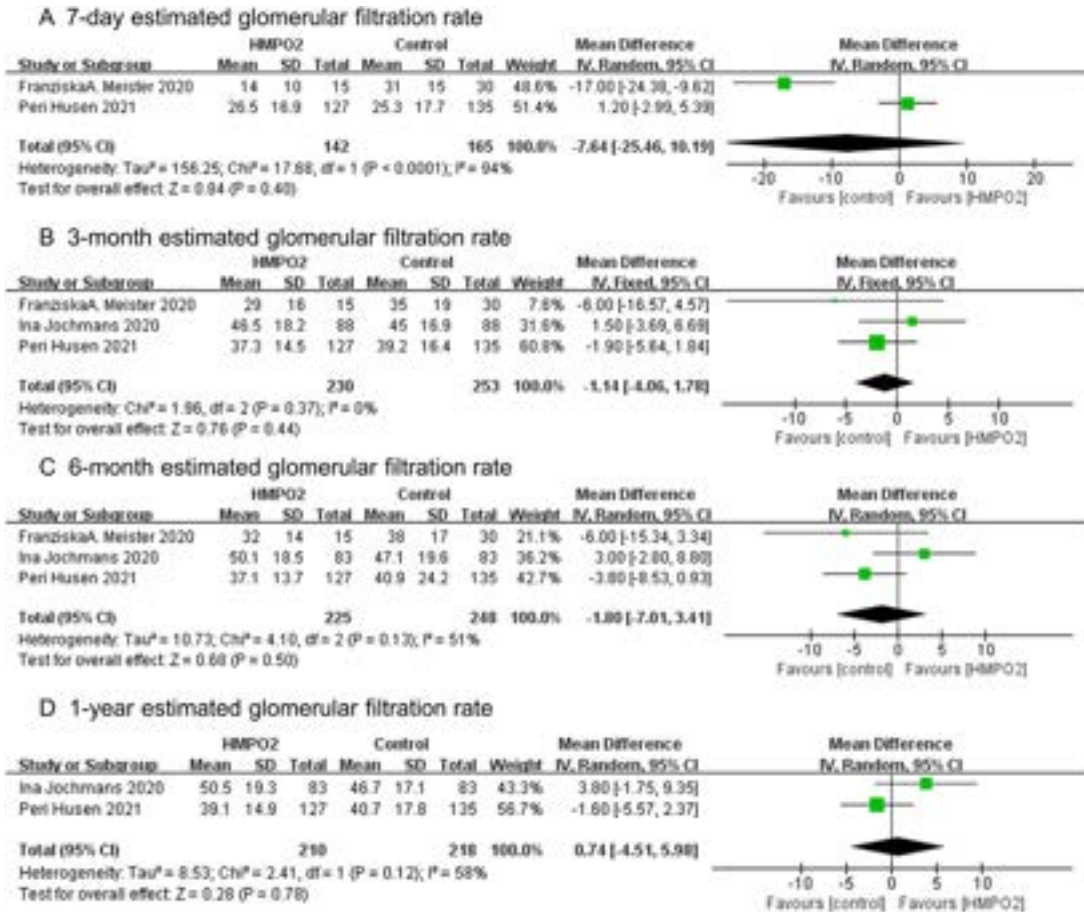 A 7-day estimated glomerular filtration rate
HMPO2 Control Mean Difference Mean Difference
Study or Subgroup Mean SD Total Mean SD Total Weight IV, Random, 95% CI IV, Random, 95% CI
FranziskaA. Meister 2020 14 10 15 31 15 30 48.6% -17.00 [-24.38, -9.62]
Peri Husen 2021 26.5 16.9 127 25.3 17.7 135 51.4% 1.20 [-2.99, 5.39]
Total (95% CI) 142 165 100.0% -7.64 [-25.46, 10.19]
Heterogeneity: Tau² = 156.25; Chi² = 17.68, df = 1 (P < 0.0001); I² = 94%
Test for overall effect: Z = 0.84 (P = 0.40)
-20 -10 0 10 20
Favours [control] Favours [HMPO2]
B 3-month estimated glomerular filtration rate
HMPO2 Control Mean Difference Mean Difference
Study or Subgroup Mean SD Total Mean SD Total Weight IV, Fixed, 95% CI IV, Fixed, 95% CI
FranziskaA. Meister 2020 29 16 15 35 19 30 7.6% -6.00 [-16.57, 4.57]
Ina Jochmans 2020 46.5 18.2 88 45 16.9 88 31.6% 1.50 [-3.69, 6.69]
Peri Husen 2021 37.3 14.5 127 39.2 16.4 135 60.8% -1.90 [-5.64, 1.84]
Total (95% CI) 230 253 100.0% -1.14 [-4.06, 1.78]
Heterogeneity: Chi² = 1.96, df = 2 (P = 0.37); I² = 0%
Test for overall effect: Z = 0.76 (P = 0.44)
-10 -5 0 5 10
Favours [control] Favours [HMPO2]
C 6-month estimated glomerular filtration rate
HMPO2 Control Mean Difference Mean Difference
Study or Subgroup Mean SD Total Mean SD Total Weight IV, Random, 95% CI IV, Random, 95% CI
FranziskaA. Meister 2020 32 14 15 38 17 30 21.1% -6.00 [-15.34, 3.34]
Ina Jochmans 2020 50.1 18.5 83 47.1 19.6 83 36.2% 3.00 [-2.80, 8.80]
Peri Husen 2021 37.1 13.7 127 40.9 24.2 135 42.7% -3.80 [-8.53, 0.93]
Total (95% CI) 225 248 100.0% -1.80 [-7.01, 3.41]
Heterogeneity: Tau² = 10.73; Chi² = 4.10, df = 2 (P = 0.13); I² = 51%
Test for overall effect: Z = 0.68 (P = 0.50)
-10 -5 0 5 10
Favours [control] Favours [HMPO2]
D 1-year estimated glomerular filtration rate
HMPO2 Control Mean Difference Mean Difference
Study or Subgroup Mean SD Total Mean SD Total Weight IV, Random, 95% CI IV, Random, 95% CI
Ina Jochmans 2020 50.5 19.3 83 46.7 17.1 83 43.3% 3.80 [-1.75, 9.35]
Peri Husen 2021 39.1 14.9 127 40.7 17.8 135 56.7% -1.60 [-5.57, 2.37]
Total (95% CI) 210 218 100.0% 0.74 [-4.51, 5.98]
Heterogeneity: Tau² = 8.53; Chi² = 2.41, df = 1 (P = 0.12); I² = 58%
Test for overall effect: Z = 0.28 (P = 0.78)
-10 -5 0 5 10
Favours [control] Favours [HMPO2]